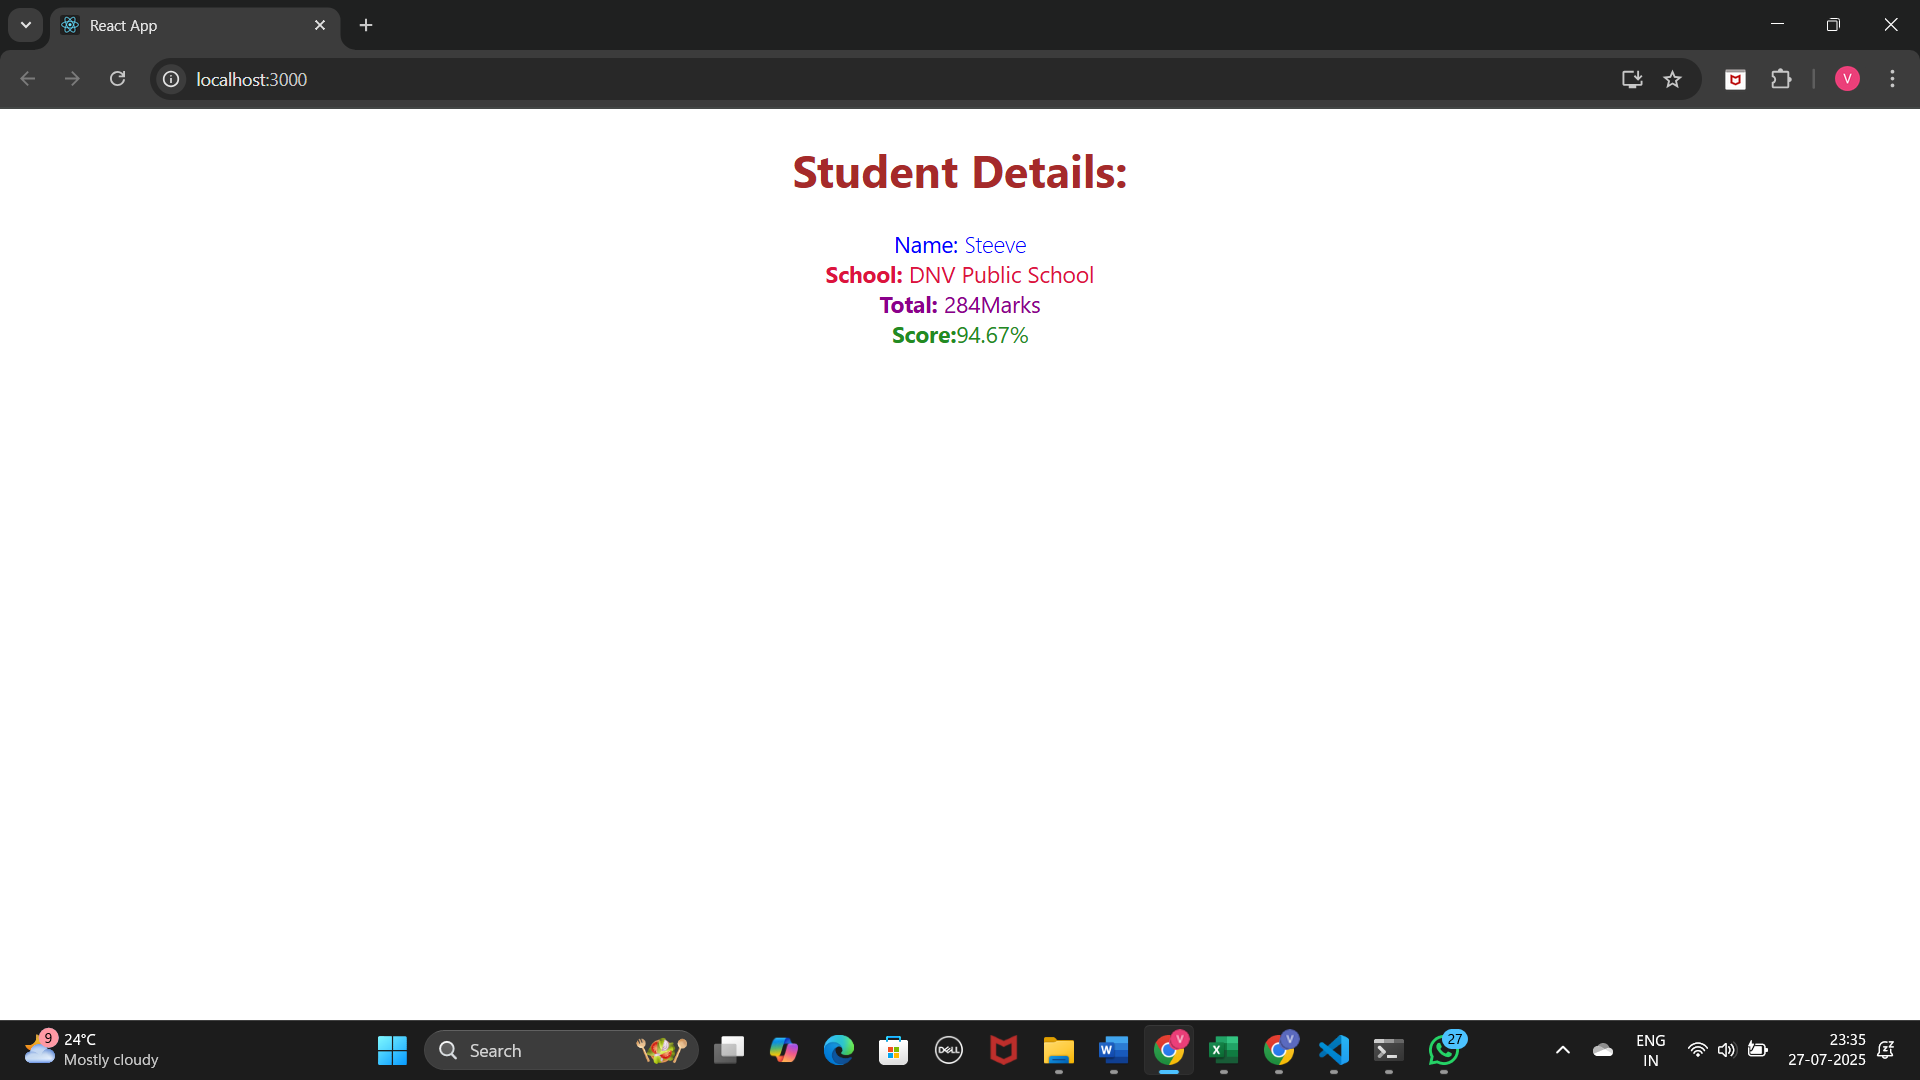 React App
localhost:3000
V
Student Details:
Name: Steeve
School: DNV Public School
Total: 284Marks
Score:94.67%
9
24°C
Mostly cloudy
Search
DELL
W
V
X
V
27
ENG
IN
23:35
27-07-2025